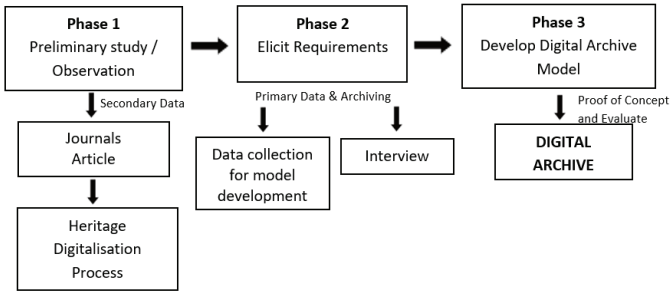 Phase 1
Preliminary study /
Observation
Secondary Data
Journals
Article
Heritage
Digitalisation
Process
Phase 2
Elicit Requirements
Primary Data & Archiving
Data collection
for model
development
Interview
Phase 3
Develop Digital Archive
Model
Proof of Concept
and Evaluate
DIGITAL
ARCHIVE